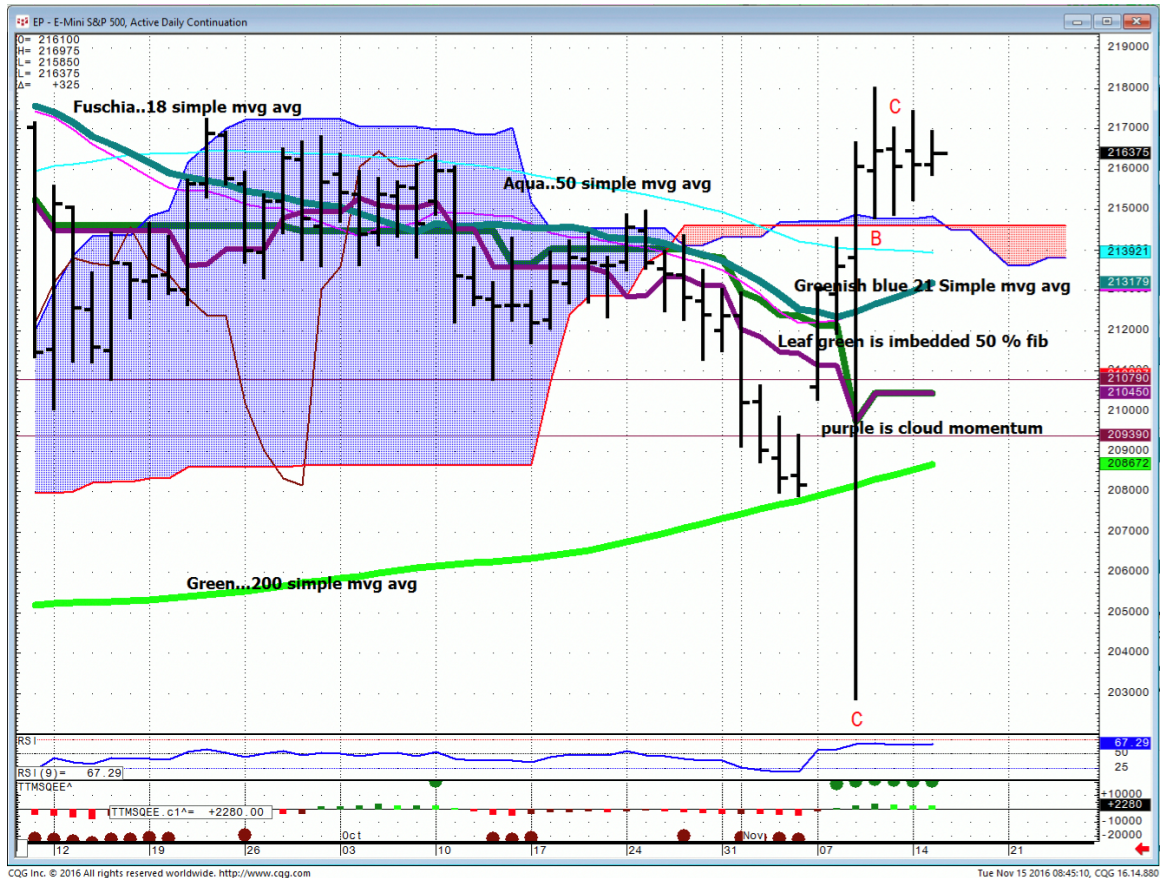 EP - E-Mini S&P 500, Active Daily Continuation
O= 216100
H= 216975
L= 215850
L= 216375
Δ= +325
Fuschia..18 simple mvg avg
Aqua..50 simple mvg avg
C
B
Greenish blue 21 Simple mvg avg
Leaf green is imbedded 50 % fib
purple is cloud momentum
Green...200 simple mvg avg
C
219000
218000
217000
216375
216000
215000
213921
213179
212000
210790
210450
210000
209390
209000
208672
208000
207000
206000
205000
204000
203000
RSI
67.29
50
25
RSI(9)= 67.29
TTMSQEE^
TTMSQEE.c1^= +2280.00
+10000
+2280
-10000
-20000
Oct
Nov
12 19 26 03 10 17 24 31 07 14 21
CQG Inc. © 2016 All rights reserved worldwide. http://www.cqg.com
Tue Nov 15 2016 08:45:10, CQG 16.14.880